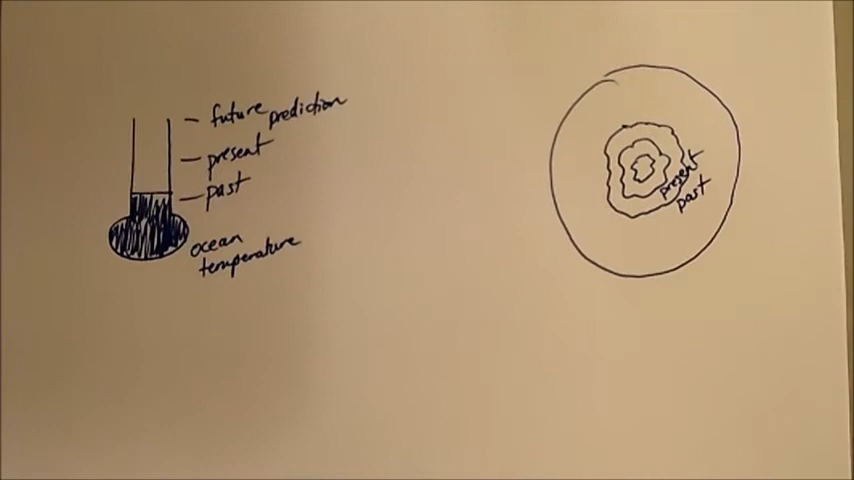 future prediction
present
past
ocean
temperature
present
past